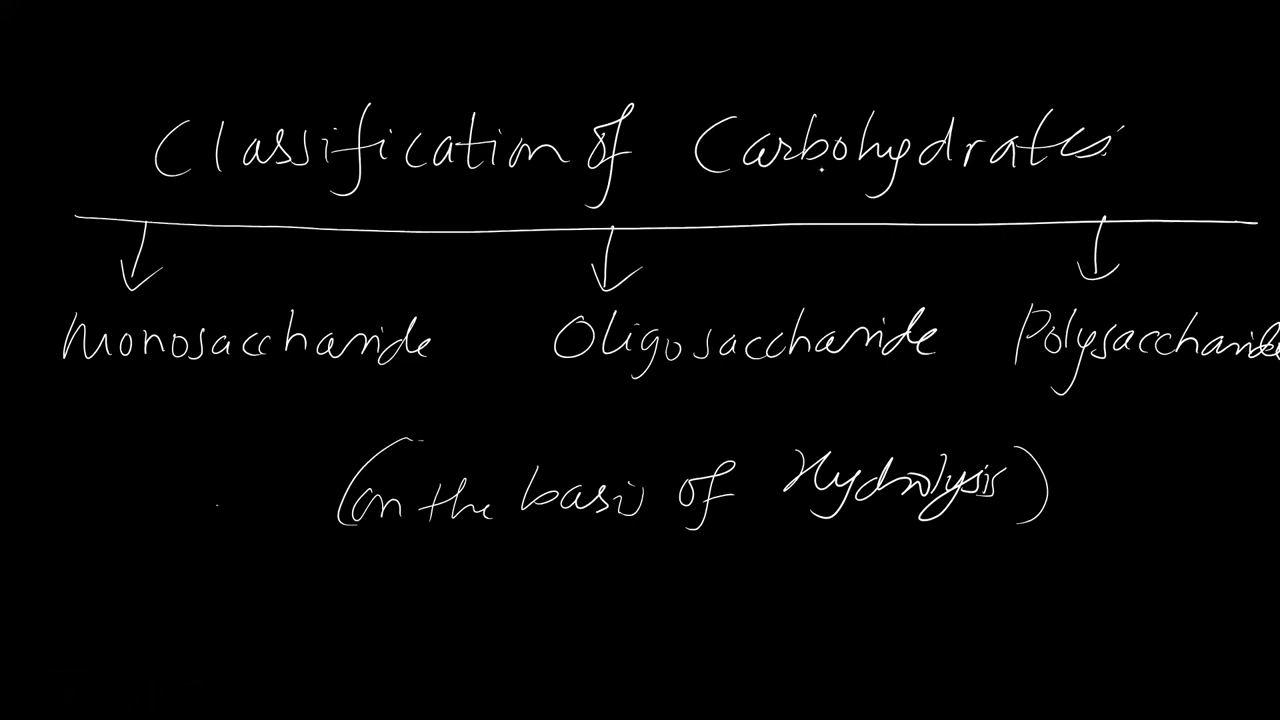 Classification of Carbohydrates
Monosaccharide Oligosaccharide Polysaccharide
(on the basis of Hydrolysis)